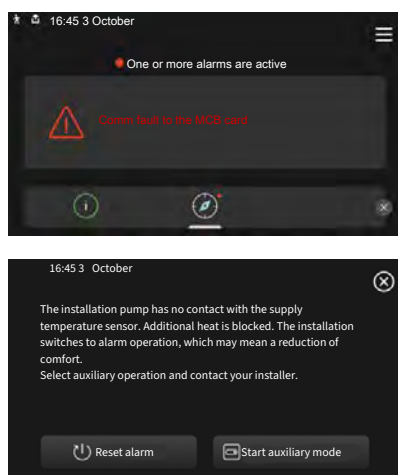 16:45 3 October
One or more alarms are active
Comm fault to the MCB card
16:45 3 October
The installation pump has no contact with the supply
temperature sensor. Additional heat is blocked. The installation
switches to alarm operation, which may mean a reduction of
comfort.
Select auxiliary operation and contact your installer.
Reset alarm
Start auxiliary mode